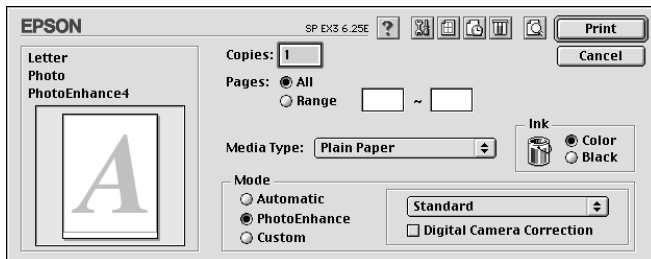 EPSON
SP EX3 6.25E
?
Print
Cancel
Letter
Photo
PhotoEnhance4
A
Copies: 1
Pages: All
Range ~
Media Type: Plain Paper
Ink
Color
Black
Mode
Automatic
PhotoEnhance
Custom
Standard
Digital Camera Correction